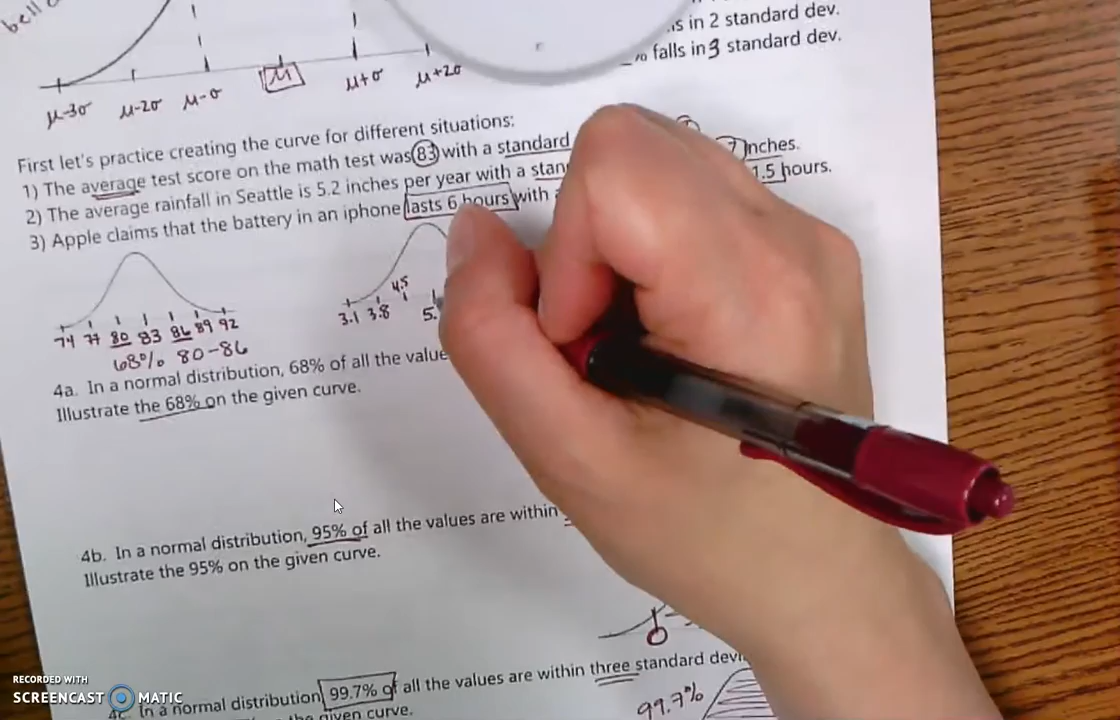 bell
is in 2 standard dev.
% falls in 3 standard dev.
μ-3σ μ-2σ μ-σ μ μ+σ μ+2σ
First let's practice creating the curve for different situations:
1) The average test score on the math test was 83 with a standard
2) The average rainfall in Seattle is 5.2 inches per year with a 7 inches.
3) Apple claims that the battery in an iphone lasts 6 hours with 1.5 hours.
4.5
3.1 3.8 5.
74 77 80 83 86 89 92
68% 80-86
4a. In a normal distribution, 68% of all the value
Illustrate the 68% on the given curve.
4b. In a normal distribution, 95% of all the values are within
Illustrate the 95% on the given curve.
4c. In a normal distribution 99.7% of all the values are within three standard
99.7%
the given curve.
RECORDED WITH
SCREENCAST MATIC